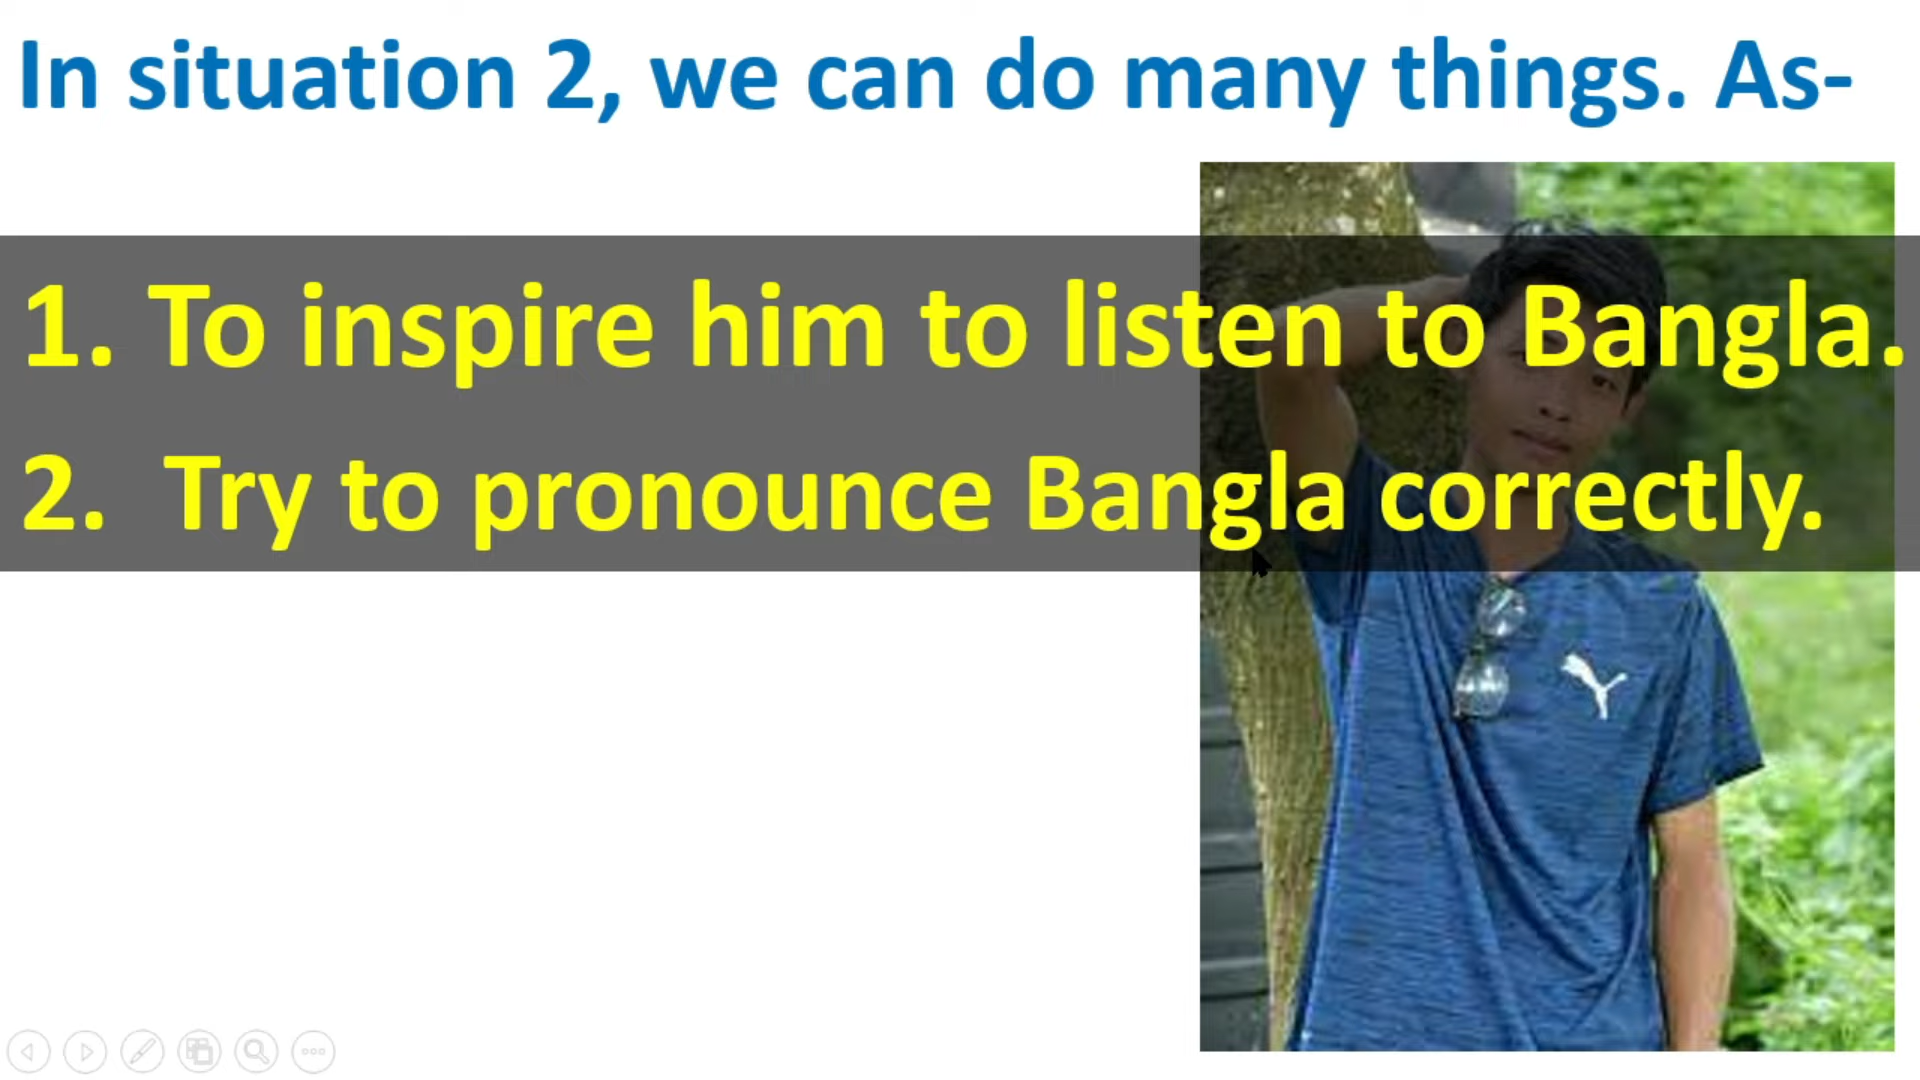 In situation 2, we can do many things. As-
1. To inspire him to listen to Bangla.
2. Try to pronounce Bangla correctly.